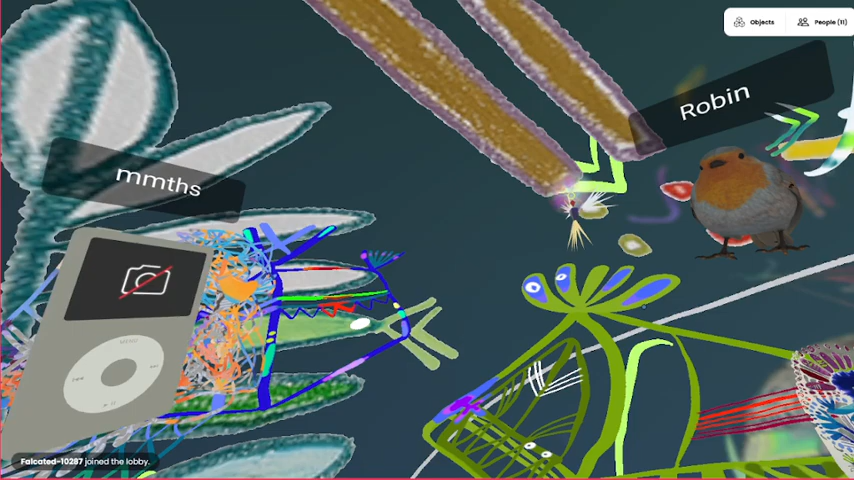 Objects
People (11)
Robin
mmths
MENU
Falcated-10287 joined the lobby.